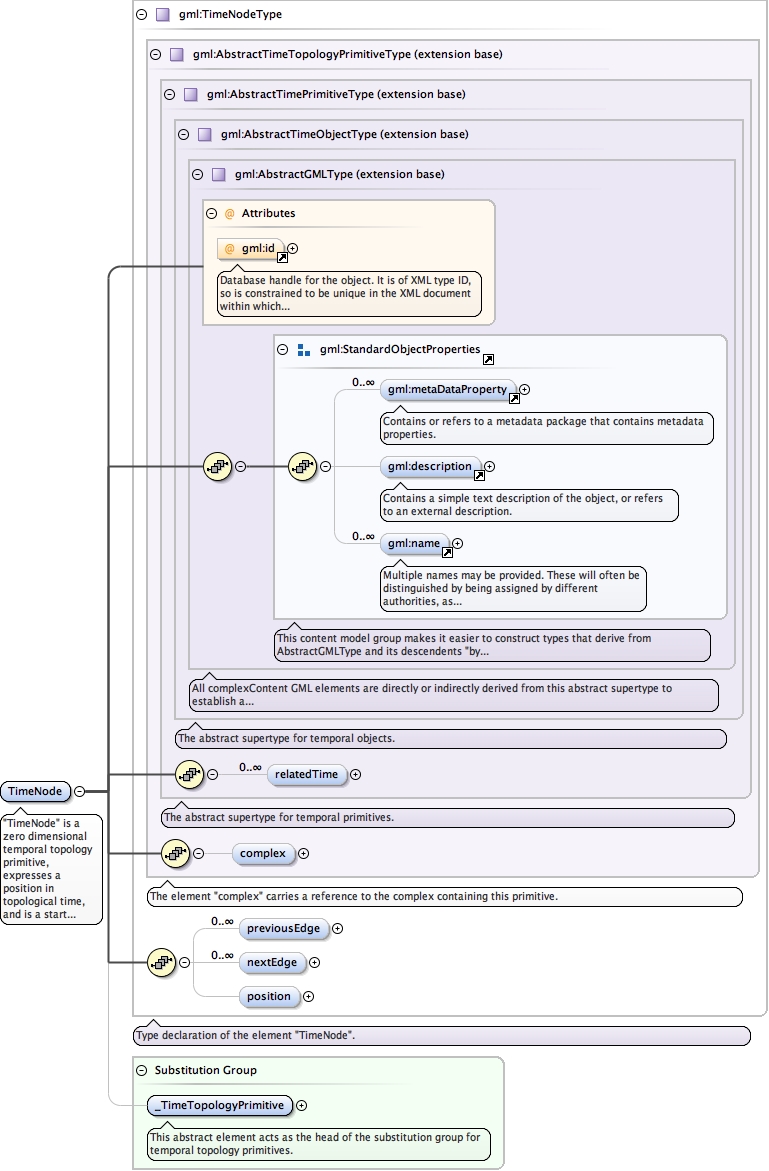 gml:TimeNodeType
gml:AbstractTimeTopologyPrimitiveType (extension base)
gml:AbstractTimePrimitiveType (extension base)
gml:AbstractTimeObjectType (extension base)
gml:AbstractGMLType (extension base)
@ Attributes
@ gml:id
Database handle for the object. It is of XML type ID,
so is constrained to be unique in the XML document
within which...
gml:StandardObjectProperties
0..∞
gml:metaDataProperty
Contains or refers to a metadata package that contains metadata
properties.
gml:description
Contains a simple text description of the object, or refers
to an external description.
0..∞
gml:name
Multiple names may be provided. These will often be
distinguished by being assigned by different
authorities, as...
This content model group makes it easier to construct types that derive from
AbstractGMLType and its descendents "by...
All complexContent GML elements are directly or indirectly derived from this abstract supertype to
establish a...
The abstract supertype for temporal objects.
0..∞
relatedTime
The abstract supertype for temporal primitives.
TimeNode
"TimeNode" is a
zero dimensional
temporal topology
primitive,
expresses a
position in
topological time,
and is a start...
complex
The element "complex" carries a reference to the complex containing this primitive.
0..∞
previousEdge
0..∞
nextEdge
position
Type declaration of the element "TimeNode".
Substitution Group
_TimeTopologyPrimitive
This abstract element acts as the head of the substitution group for
temporal topology primitives.